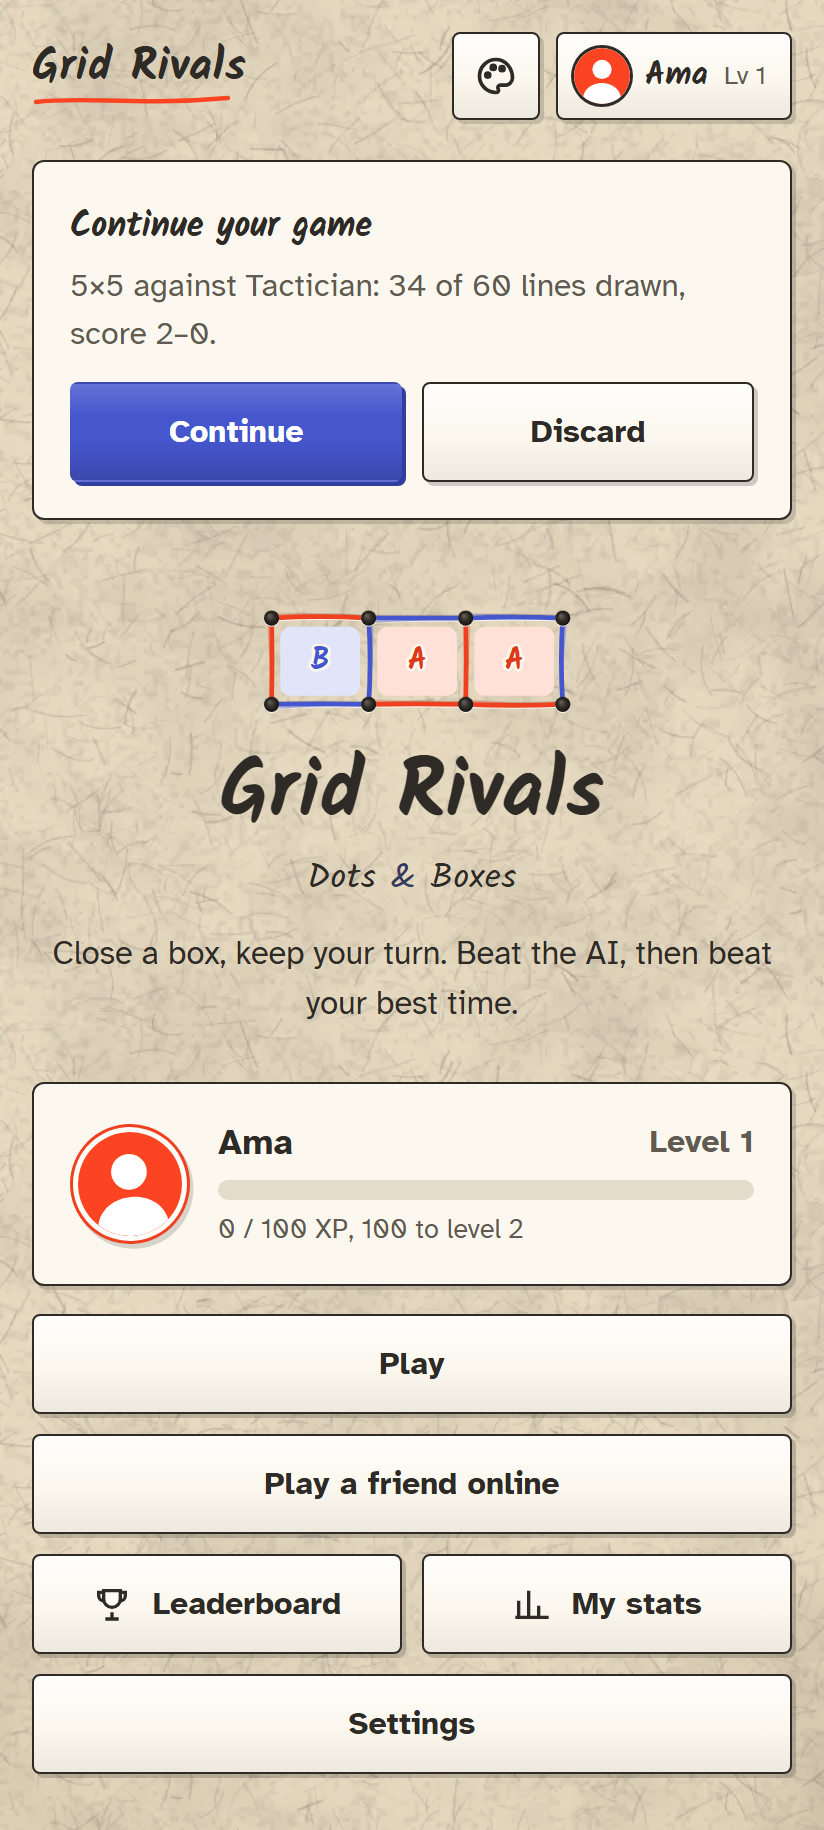 Grid Rivals
Ama Lv 1
Continue your game
5×5 against Tactician: 34 of 60 lines drawn,
score 2–0.
Continue
Discard
B A A
Grid Rivals
Dots & Boxes
Close a box, keep your turn. Beat the AI, then beat
your best time.
Ama
Level 1
0 / 100 XP, 100 to level 2
Play
Play a friend online
Leaderboard
My stats
Settings